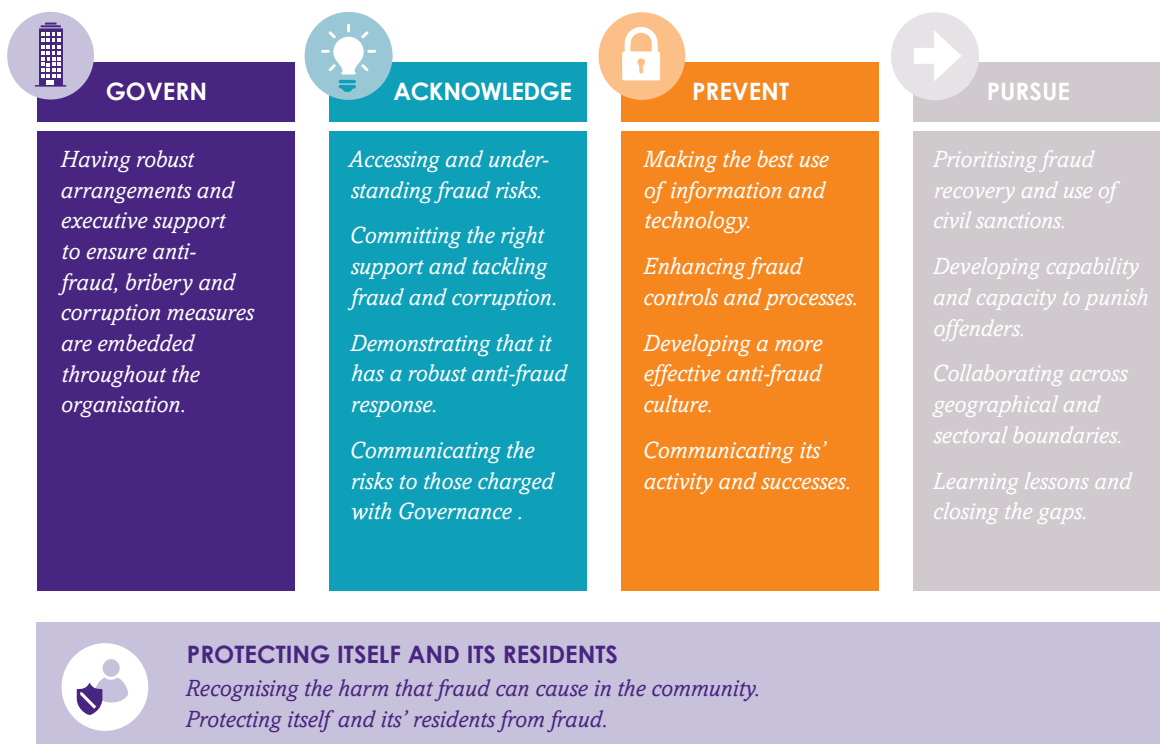 GOVERN
Having robust
arrangements and
executive support
to ensure anti-
fraud, bribery and
corruption measures
are embedded
throughout the
organisation.
ACKNOWLEDGE
Accessing and under-
standing fraud risks.
Committing the right
support and tackling
fraud and corruption.
Demonstrating that it
has a robust anti-fraud
response.
Communicating the
risks to those charged
with Governance .
PREVENT
Making the best use
of information and
technology.
Enhancing fraud
controls and processes.
Developing a more
effective anti-fraud
culture.
Communicating its’
activity and successes.
PURSUE
Prioritising fraud
recovery and use of
civil sanctions.
Developing capability
and capacity to punish
offenders.
Collaborating across
geographical and
sectoral boundaries.
Learning lessons and
closing the gaps.
PROTECTING ITSELF AND ITS RESIDENTS
Recognising the harm that fraud can cause in the community.
Protecting itself and its’ residents from fraud.